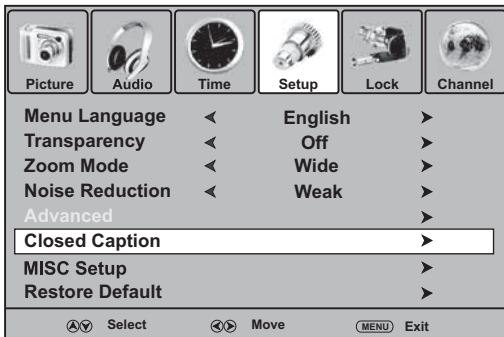 Picture Audio Time Setup Lock Channel
Menu Language English
Transparency Off
Zoom Mode Wide
Noise Reduction Weak
Advanced
Closed Caption
MISC Setup
Restore Default
Select Move MENU Exit